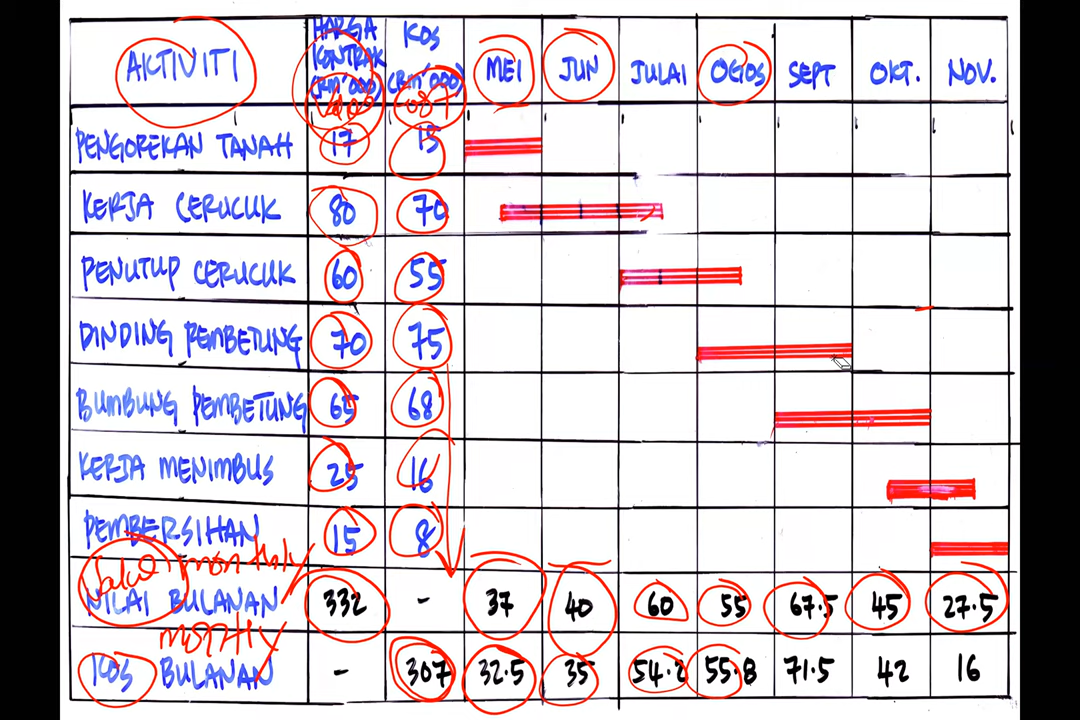 AKTIVITI HARGA KONTRAK (RM'000) KOS (RM'000) MEI JUN JULAI OGOS SEPT OKT. NOV.
PENGOREKAN TANAH 17 15
KERJA CERUCUK 80 70
PENUTUP CERUCUK 60 55
DINDING PEMBETUNG 70 75
BUMBUNG PEMBETUNG 65 68
KERJA MENIMBUS 25 16
PEMBERSIHAN 15 8
Value monthly
NILAI BULANAN 332 - 37 40 60 55 67.5 45 27.5
monthly
KOS BULANAN - 307 32.5 35 54.2 55.8 71.5 42 16